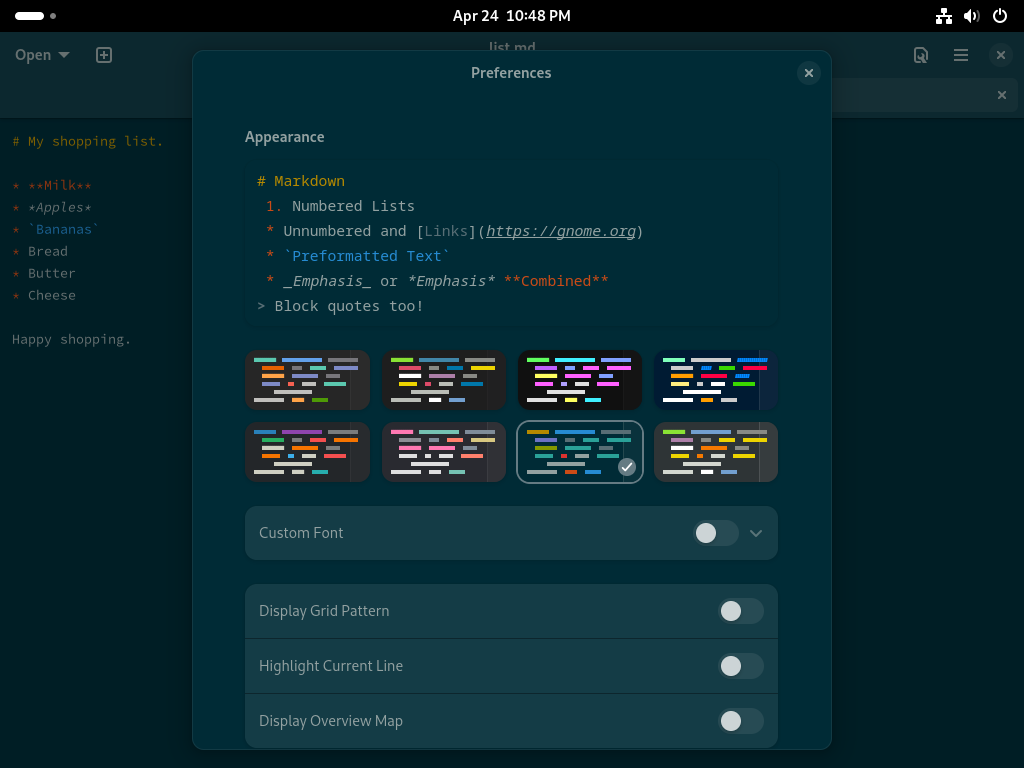 Apr 24 10:48 PM
Open
list.md
Preferences
# My shopping list.
* **Milk**
* *Apples*
* `Bananas`
* Bread
* Butter
* Cheese
Happy shopping.
Appearance
# Markdown
1. Numbered Lists
* Unnumbered and [Links](https://gnome.org)
* `Preformatted Text`
* _Emphasis_ or *Emphasis* **Combined**
> Block quotes too!
Custom Font
Display Grid Pattern
Highlight Current Line
Display Overview Map